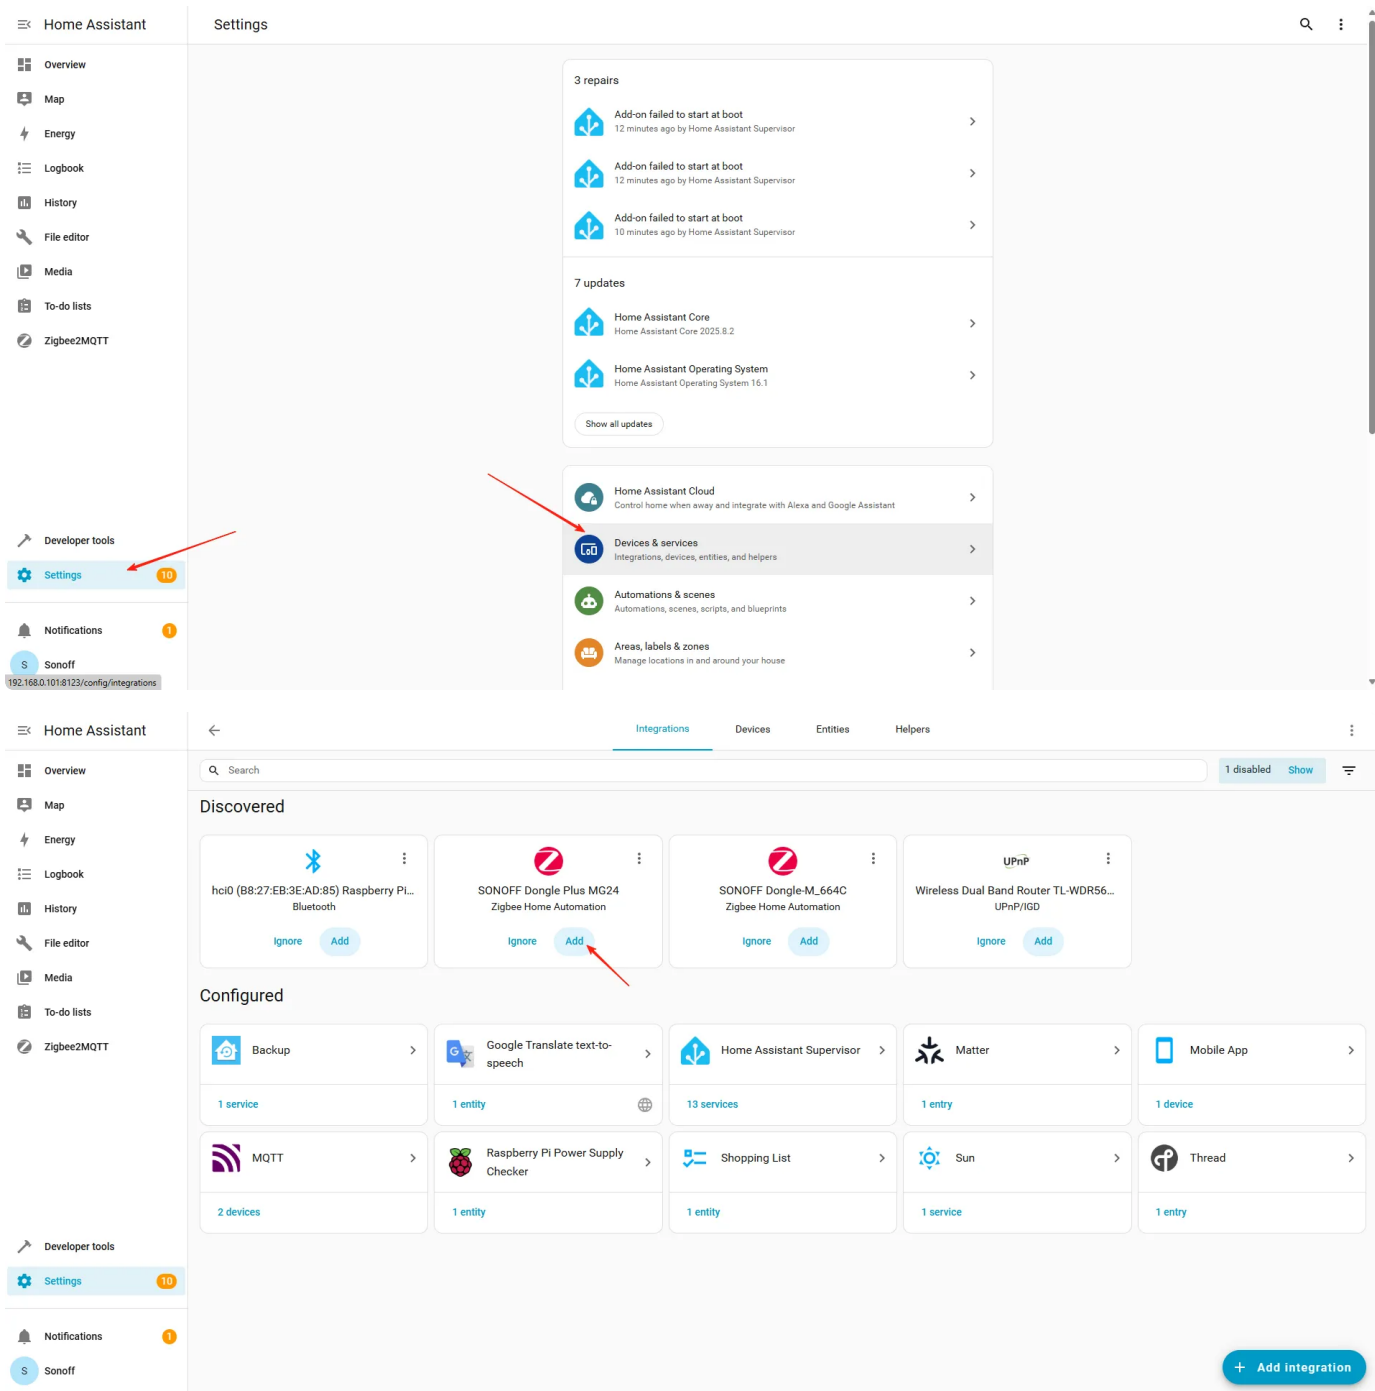 Home Assistant
Settings
Overview
Map
Energy
Logbook
History
File editor
Media
To-do lists
Zigbee2MQTT
Developer tools
Settings 10
Notifications 1
S Sonoff
192.168.0.101:8123/config/integrations
3 repairs
Add-on failed to start at boot
12 minutes ago by Home Assistant Supervisor
Add-on failed to start at boot
12 minutes ago by Home Assistant Supervisor
Add-on failed to start at boot
10 minutes ago by Home Assistant Supervisor
7 updates
Home Assistant Core
Home Assistant Core 2025.8.2
Home Assistant Operating System
Home Assistant Operating System 16.1
Show all updates
Home Assistant Cloud
Control home when away and integrate with Alexa and Google Assistant
Devices & services
Integrations, devices, entities, and helpers
Automations & scenes
Automations, scenes, scripts, and blueprints
Areas, labels & zones
Manage locations in and around your house
Home Assistant
Overview
Map
Energy
Logbook
History
File editor
Media
To-do lists
Zigbee2MQTT
Developer tools
Settings 10
Notifications 1
S Sonoff
Integrations Devices Entities Helpers
Search
1 disabled Show
Discovered
hci0 (B8:27:EB:3E:AD:85) Raspberry Pi...
Bluetooth
Ignore Add
SONOFF Dongle Plus MG24
Zigbee Home Automation
Ignore Add
SONOFF Dongle-M_664C
Zigbee Home Automation
Ignore Add
UPnP
Wireless Dual Band Router TL-WDR56...
UPnP/IGD
Ignore Add
Configured
Backup
1 service
Google Translate text-to-
speech
1 entity
Home Assistant Supervisor
13 services
Matter
1 entry
Mobile App
1 device
MQTT
2 devices
Raspberry Pi Power Supply
Checker
1 entity
Shopping List
1 entity
Sun
1 service
Thread
1 entry
+ Add integration